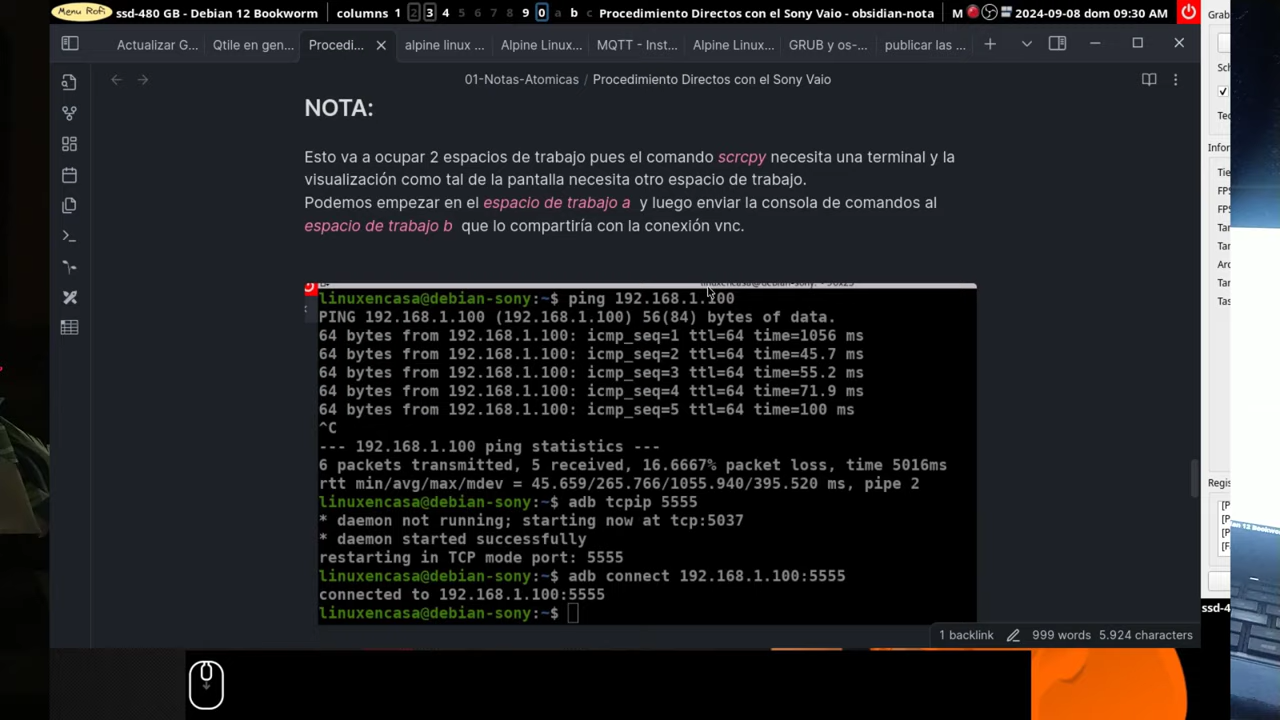 Menu Rofi ssd-480 GB - Debian 12 Bookworm columns 1 2 3 4 5 6 7 8 9 0 a b c Procedimiento Directos con el Sony Vaio - obsidian-nota M 2024-09-08 dom 09:30 AM
Actualizar G... Qtile en gen... Procedi... alpine linux ... Alpine Linux... MQTT - Inst... Alpine Linux... GRUB y os-... publicar las ...
01-Notas-Atomicas / Procedimiento Directos con el Sony Vaio
NOTA:
Esto va a ocupar 2 espacios de trabajo pues el comando scrcpy necesita una terminal y la
visualización como tal de la pantalla necesita otro espacio de trabajo.
Podemos empezar en el espacio de trabajo a y luego enviar la consola de comandos al
espacio de trabajo b que lo compartiría con la conexión vnc.
linuxencasa@debian-sony:~$ ping 192.168.1.100
PING 192.168.1.100 (192.168.1.100) 56(84) bytes of data.
64 bytes from 192.168.1.100: icmp_seq=1 ttl=64 time=1056 ms
64 bytes from 192.168.1.100: icmp_seq=2 ttl=64 time=45.7 ms
64 bytes from 192.168.1.100: icmp_seq=3 ttl=64 time=55.2 ms
64 bytes from 192.168.1.100: icmp_seq=4 ttl=64 time=71.9 ms
64 bytes from 192.168.1.100: icmp_seq=5 ttl=64 time=100 ms
^C
--- 192.168.1.100 ping statistics ---
6 packets transmitted, 5 received, 16.6667% packet loss, time 5016ms
rtt min/avg/max/mdev = 45.659/265.766/1055.940/395.520 ms, pipe 2
linuxencasa@debian-sony:~$ adb tcpip 5555
* daemon not running; starting now at tcp:5037
* daemon started successfully
restarting in TCP mode port: 5555
linuxencasa@debian-sony:~$ adb connect 192.168.1.100:5555
connected to 192.168.1.100:5555
linuxencasa@debian-sony:~$
1 backlink 999 words 5.924 characters
Grab
Sch
Tec
Infor
Tie
FPS
FPS
Tar
Tar
Arc
Tar
Tas
Regis
[P
[P
[P
[F
ssd-4